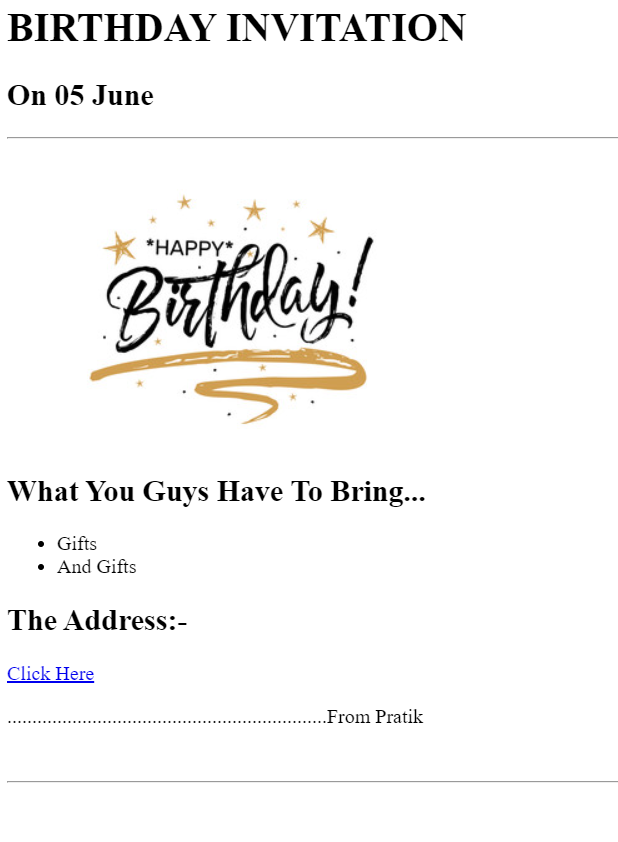 BIRTHDAY INVITATION
On 05 June
*HAPPY*
Birthday!
What You Guys Have To Bring...
• Gifts
• And Gifts
The Address:-
Click Here
................................................................From Pratik